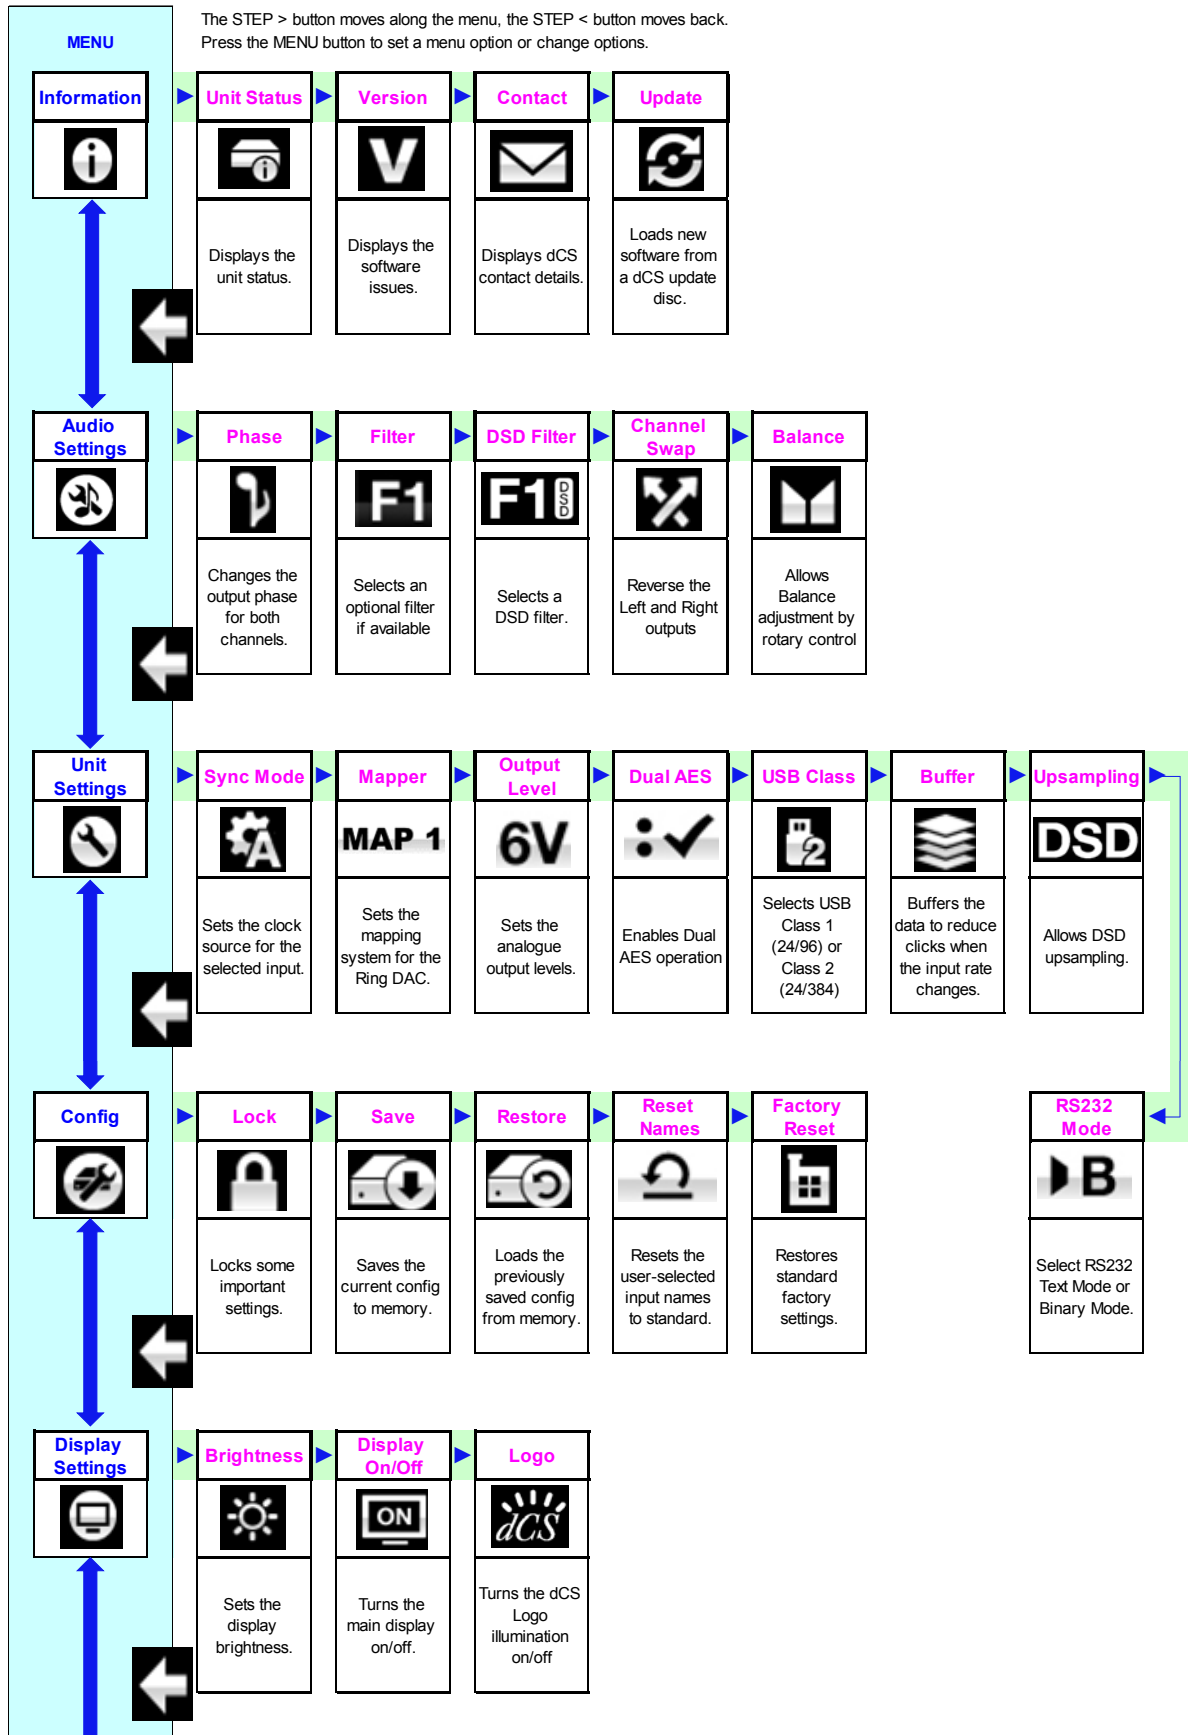 The STEP > button moves along the menu, the STEP < button moves back.
MENU
Press the MENU button to set a menu option or change options.
Information
Unit Status
Version
Contact
Update
V
Displays the
unit status.
Displays the
software
issues.
Displays dCS
contact details.
Loads new
software from
a dCS update
disc.
Audio
Settings
Phase
Filter
DSD Filter
Channel
Swap
Balance
F1
F1 DSD
Changes the
output phase
for both
channels.
Selects an
optional filter
if available
Selects a
DSD filter.
Reverse the
Left and Right
outputs
Allows
Balance
adjustment by
rotary control
Unit
Settings
Sync Mode
Mapper
Output
Level
Dual AES
USB Class
Buffer
Upsampling
A
MAP 1
6V
2
DSD
Sets the clock
source for the
selected input.
Sets the
mapping
system for the
Ring DAC.
Sets the
analogue
output levels.
Enables Dual
AES operation
Selects USB
Class 1
(24/96) or
Class 2
(24/384)
Buffers the
data to reduce
clicks when
the input rate
changes.
Allows DSD
upsampling.
Config
Lock
Save
Restore
Reset
Names
Factory
Reset
RS232
Mode
B
Locks some
important
settings.
Saves the
current config
to memory.
Loads the
previously
saved config
from memory.
Resets the
user-selected
input names
to standard.
Restores
standard
factory
settings.
Select RS232
Text Mode or
Binary Mode.
Display
Settings
Brightness
Display
On/Off
Logo
ON
dCS
Sets the
display
brightness.
Turns the
main display
on/off.
Turns the dCS
Logo
illumination
on/off